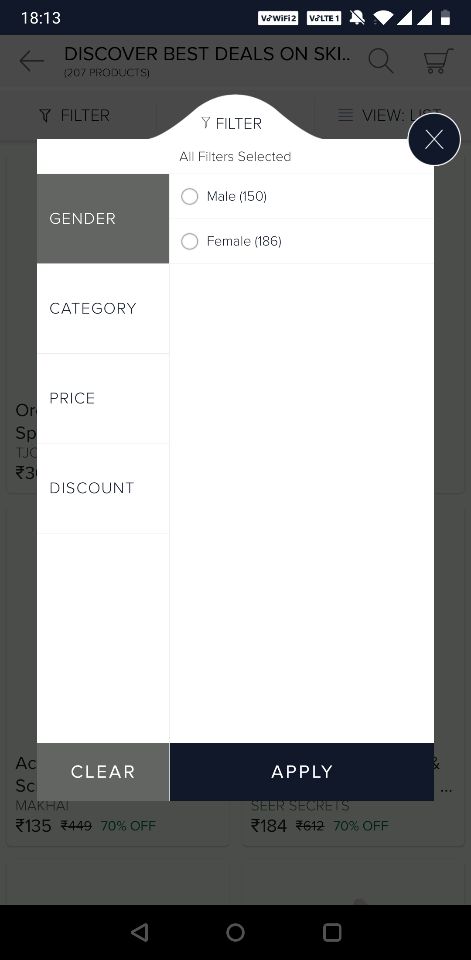 18:13
VoWiFi2 VoLTE1
DISCOVER BEST DEALS ON SKI..
(207 PRODUCTS)
FILTER
VIEW: LIST
FILTER
All Filters Selected
GENDER
CATEGORY
PRICE
DISCOUNT
Male (150)
Female (186)
Or
Sp
TJC
₹3
CLEAR
APPLY
Ac
Sc
MAKHAI
₹135 ₹449 70% OFF
&
...
SEER SECRETS
₹184 ₹612 70% OFF